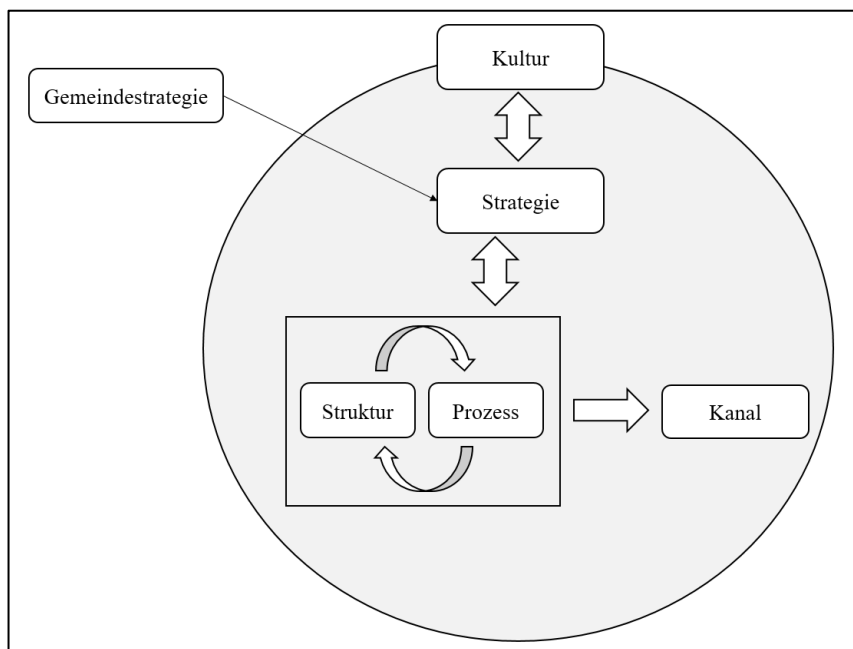 Kultur
Gemeindestrategie
Strategie
Struktur
Prozess
Kanal